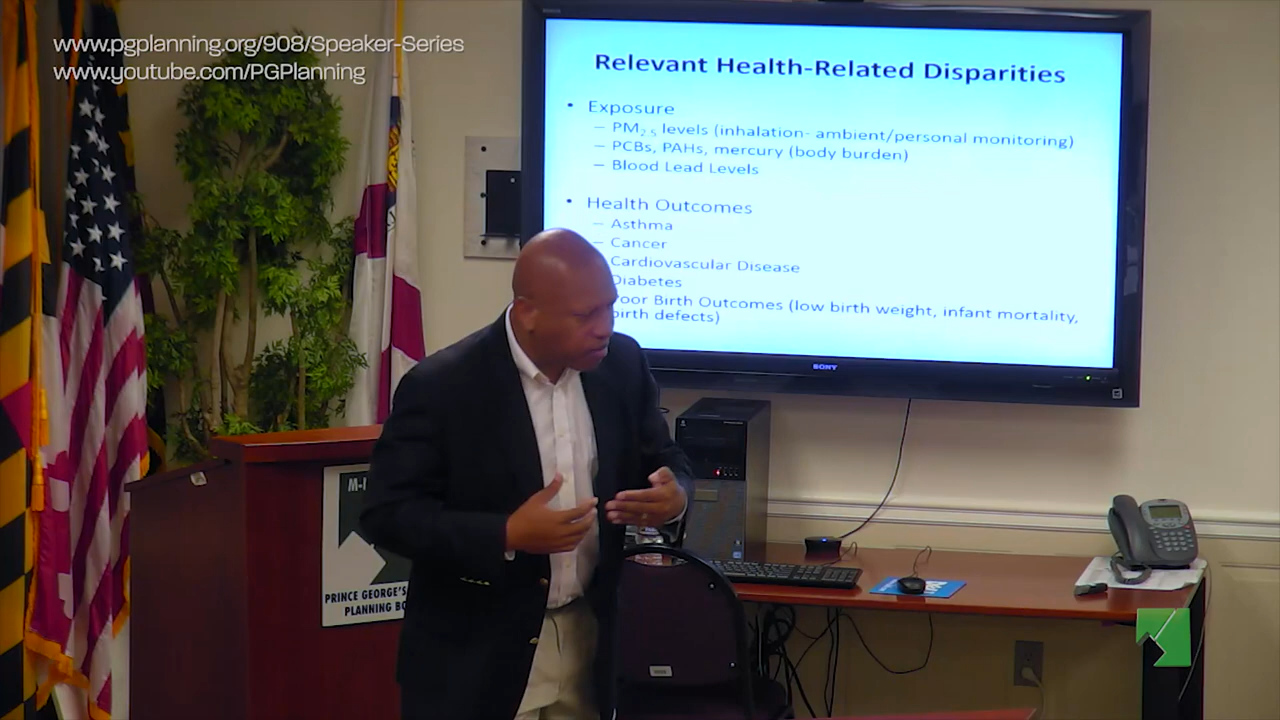 www.pgplanning.org/908/Speaker-Series
www.youtube.com/PGPlanning
Relevant Health-Related Disparities
• Exposure
– PM2.5 levels (inhalation- ambient/personal monitoring)
– PCBs, PAHs, mercury (body burden)
– Blood Lead Levels
• Health Outcomes
– Asthma
– Cancer
Cardiovascular Disease
Diabetes
Poor Birth Outcomes (low birth weight, infant mortality,
birth defects)
SONY
PRINCE GEORGE'S
PLANNING